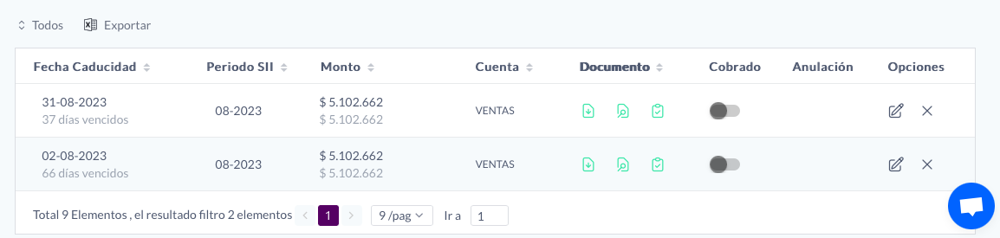 Todos Exportar
Fecha Caducidad Periodo SII Monto Cuenta Documento Cobrado Anulación Opciones
31-08-2023 08-2023 $ 5.102.662 VENTAS
37 días vencidos $ 5.102.662
02-08-2023 08-2023 $ 5.102.662 VENTAS
66 días vencidos $ 5.102.662
Total 9 Elementos , el resultado filtro 2 elementos 1 9 /pag Ir a 1